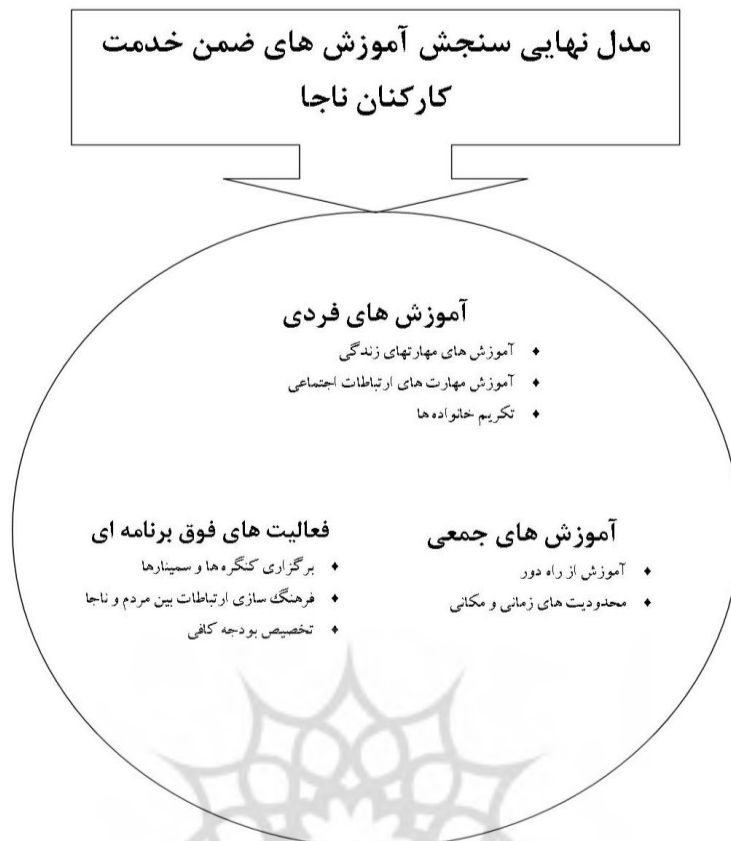 مدل نهایی سنجش آموزش های ضمن خدمت
کارکنان ناجا
آموزش های فردی
♦ آموزش های مهارتهای زندگی
♦ آموزش مهارت های ارتباطات اجتماعی
♦ تکریم خانواده ها
آموزش های جمعی
♦ آموزش از راه دور
♦ محدودیت های زمانی و مکانی
فعالیت های فوق برنامه ای
♦ برگزاری کنگره ها و سمینارها
♦ فرهنگ سازی ارتباطات بین مردم و ناجا
♦ تخصیص بودجه کافی